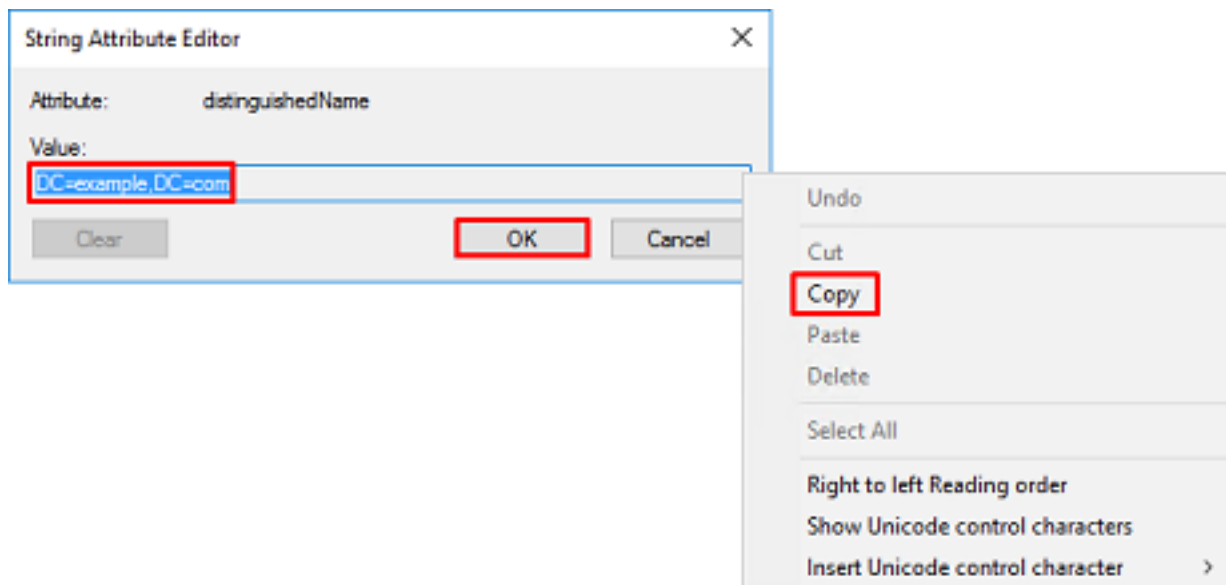 String Attribute Editor
Attribute: distinguishedName
Value:
DC=example,DC=com
Clear OK Cancel
Undo
Cut
Copy
Paste
Delete
Select All
Right to left Reading order
Show Unicode control characters
Insert Unicode control character